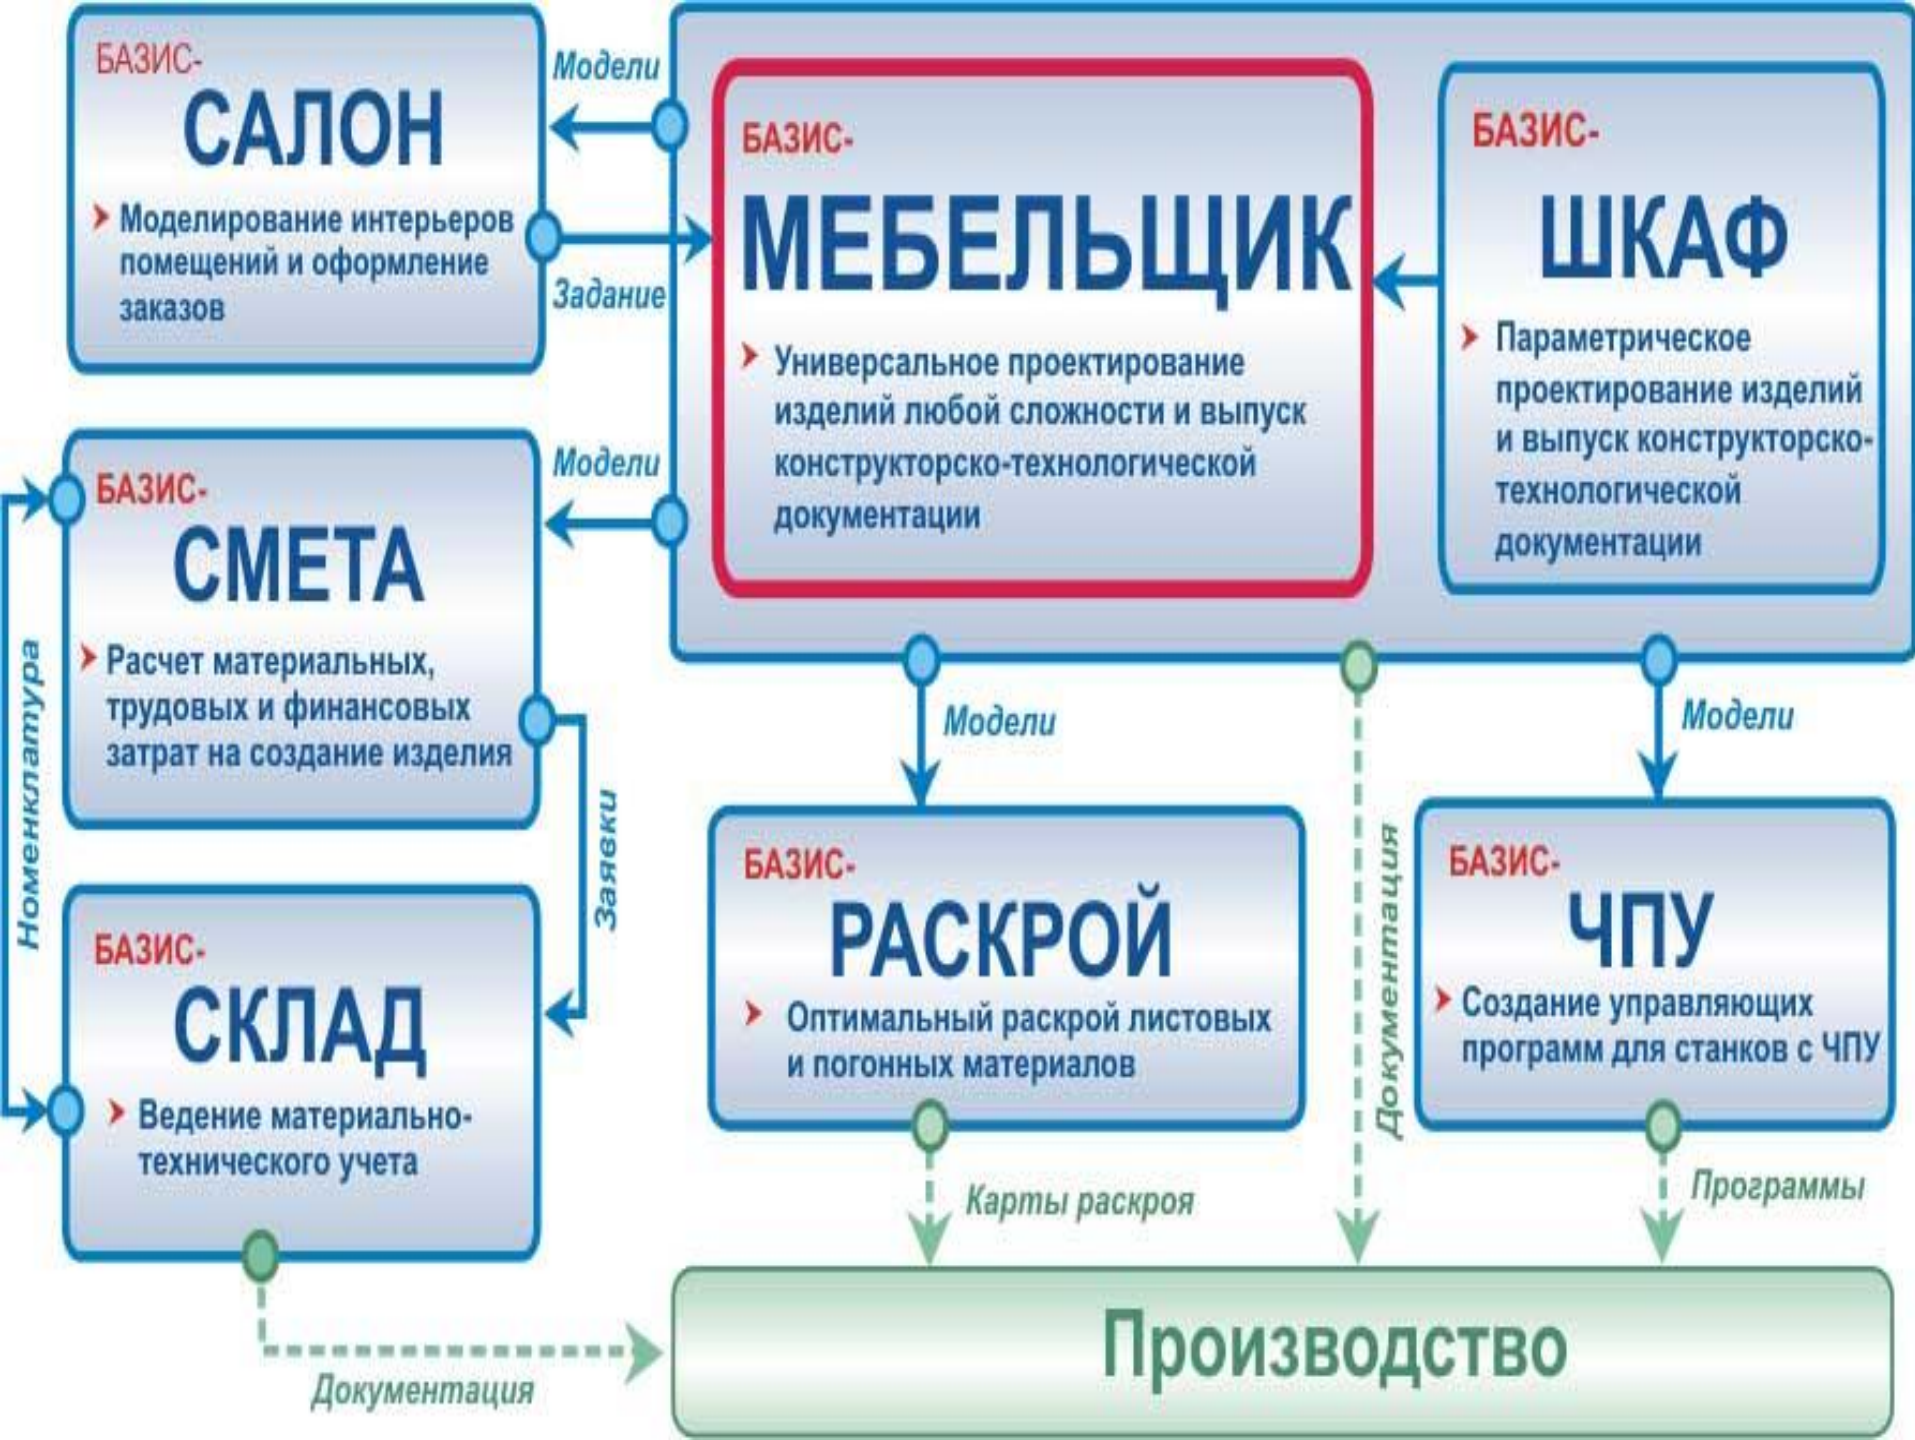 БАЗИС-
САЛОН
Моделирование интерьеров
помещений и оформление
заказов
Модели
Задание
БАЗИС-
МЕБЕЛЬЩИК
Универсальное проектирование
изделий любой сложности и выпуск
конструкторско-технологической
документации
БАЗИС-
ШКАФ
Параметрическое
проектирование изделий
и выпуск конструкторско-
технологической
документации
Модели
БАЗИС-
СМЕТА
Расчет материальных,
трудовых и финансовых
затрат на создание изделия
Номенклатура
Заявки
Модели
Модели
БАЗИС-
СКЛАД
Ведение материально-
технического учета
БАЗИС-
РАСКРОЙ
Оптимальный раскрой листовых
и погонных материалов
Документация
БАЗИС-
ЧПУ
Создание управляющих
программ для станков с ЧПУ
Карты раскроя
Программы
Документация
Производство